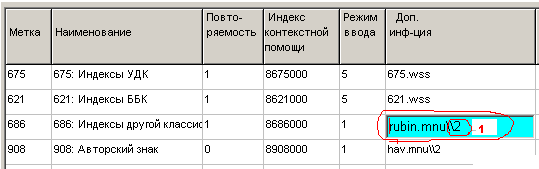 Метка Наименование Повто-ряемость Индекс контекстной помощи Режим ввода Доп. инф-ция
675 675: Индексы УДК 1 8675000 5 675.wss
621 621: Индексы ББК 1 8621000 5 621.wss
686 686: Индексы другой классис 1 8686000 1 rubin.mnu\\2 1
908 908: Авторский знак 0 8908000 1 hav.mnu\\2